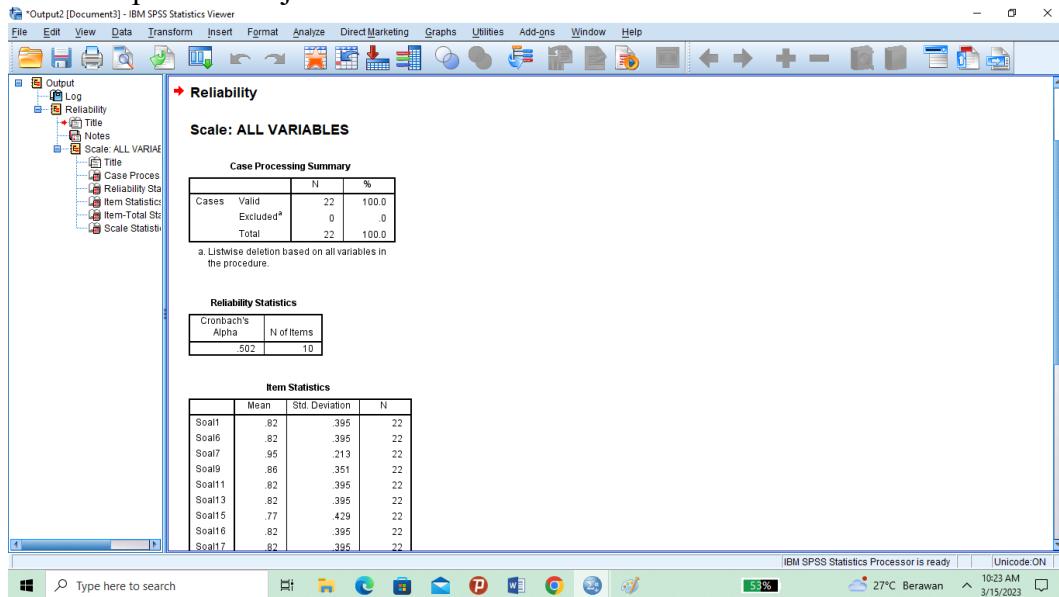 *Output2 [Document3] - IBM SPSS Statistics Viewer
File Edit View Data Transform Insert Format Analyze Direct Marketing Graphs Utilities Add-ons Window Help
Output
Log
Reliability
Title
Notes
Scale: ALL VARIAB
Title
Case Proces
Reliability Sta
Item Statistics
Item-Total Sta
Scale Statisti
Reliability
Scale: ALL VARIABLES
Case Processing Summary
N %
Cases Valid 22 100.0
Excludedª 0 .0
Total 22 100.0
a. Listwise deletion based on all variables in
the procedure.
Reliability Statistics
Cronbach's
Alpha N of Items
.502 10
Item Statistics
Mean Std. Deviation N
Soal1 .82 .395 22
Soal6 .82 .395 22
Soal7 .95 .213 22
Soal9 .86 .351 22
Soal11 .82 .395 22
Soal13 .82 .395 22
Soal15 .77 .429 22
Soal16 .82 .395 22
Soal17 .82 .395 22
IBM SPSS Statistics Processor is ready Unicode:ON
Type here to search
53%
27°C Berawan
10:23 AM
3/15/2023